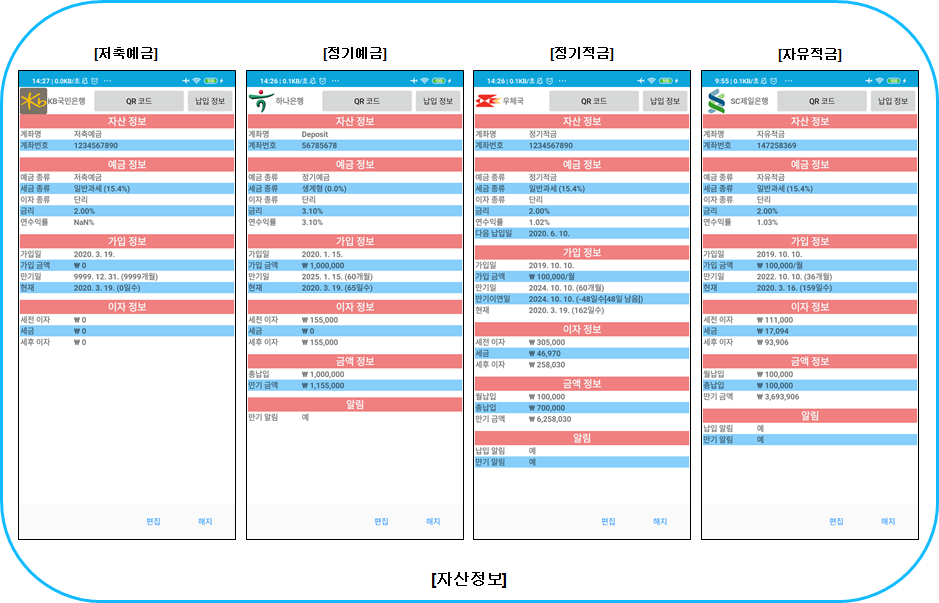 [저축예금]
14:27 | 0.0KB/초
KB국민은행 QR 코드 납입 정보
자산 정보
계좌명 저축예금
계좌번호 1234567890
예금 정보
예금 종류 저축예금
세금 종류 일반과세 (15.4%)
이자 종류 단리
금리 2.00%
연수익률 NaN%
가입 정보
가입일 2020. 3. 19.
가입 금액 ₩ 0
만기일 9999. 12. 31. (9999개월)
현재 2020. 3. 19. (0일수)
이자 정보
세전 이자 ₩ 0
세금 ₩ 0
세후 이자 ₩ 0
편집 해지
[정기예금]
14:26 | 0.1KB/초
하나은행 QR 코드 납입 정보
자산 정보
계좌명 Deposit
계좌번호 56785678
예금 정보
예금 종류 정기예금
세금 종류 생계형 (0.0%)
이자 종류 단리
금리 3.10%
연수익률 3.10%
가입 정보
가입일 2020. 1. 15.
가입 금액 ₩ 1,000,000
만기일 2025. 1. 15. (60개월)
현재 2020. 3. 19. (65일수)
이자 정보
세전 이자 ₩ 155,000
세금 ₩ 0
세후 이자 ₩ 155,000
금액 정보
총납입 ₩ 1,000,000
만기 금액 ₩ 1,155,000
알림
만기 알림 예
편집 해지
[정기적금]
14:26 | 0.1KB/초
우체국 QR 코드 납입 정보
자산 정보
계좌명 정기적금
계좌번호 1234567890
예금 정보
예금 종류 정기적금
세금 종류 일반과세 (15.4%)
이자 종류 단리
금리 2.00%
연수익률 1.02%
다음 납입일 2020. 6. 10.
가입 정보
가입일 2019. 10. 10.
가입 금액 ₩ 100,000/월
만기일 2024. 10. 10. (60개월)
만기이연일 2024. 10. 10. (-48일수[48일 남음])
현재 2020. 3. 19. (162일수)
이자 정보
세전 이자 ₩ 305,000
세금 ₩ 46,970
세후 이자 ₩ 258,030
금액 정보
월납입 ₩ 100,000
총납입 ₩ 700,000
만기 금액 ₩ 6,258,030
알림
납입 알림 예
만기 알림 예
편집 해지
[자유적금]
9:55 | 0.1KB/초
SC제일은행 QR 코드 납입 정보
자산 정보
계좌명 자유적금
계좌번호 147258369
예금 정보
예금 종류 자유적금
세금 종류 일반과세 (15.4%)
이자 종류 단리
금리 2.00%
연수익률 1.03%
가입 정보
가입일 2019. 10. 10.
가입 금액 ₩ 100,000/월
만기일 2022. 10. 10. (36개월)
현재 2020. 3. 16. (159일수)
이자 정보
세전 이자 ₩ 111,000
세금 ₩ 17,094
세후 이자 ₩ 93,906
금액 정보
월납입 ₩ 100,000
총납입 ₩ 100,000
만기 금액 ₩ 3,693,906
알림
납입 알림 예
만기 알림 예
편집 해지
[자산정보]